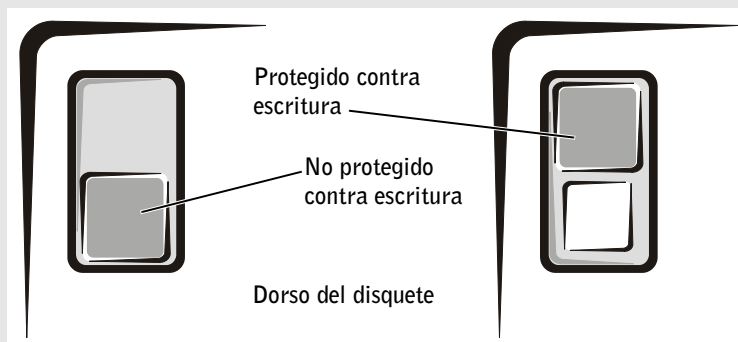 Protegido contra
escritura
No protegido
contra escritura
Dorso del disquete